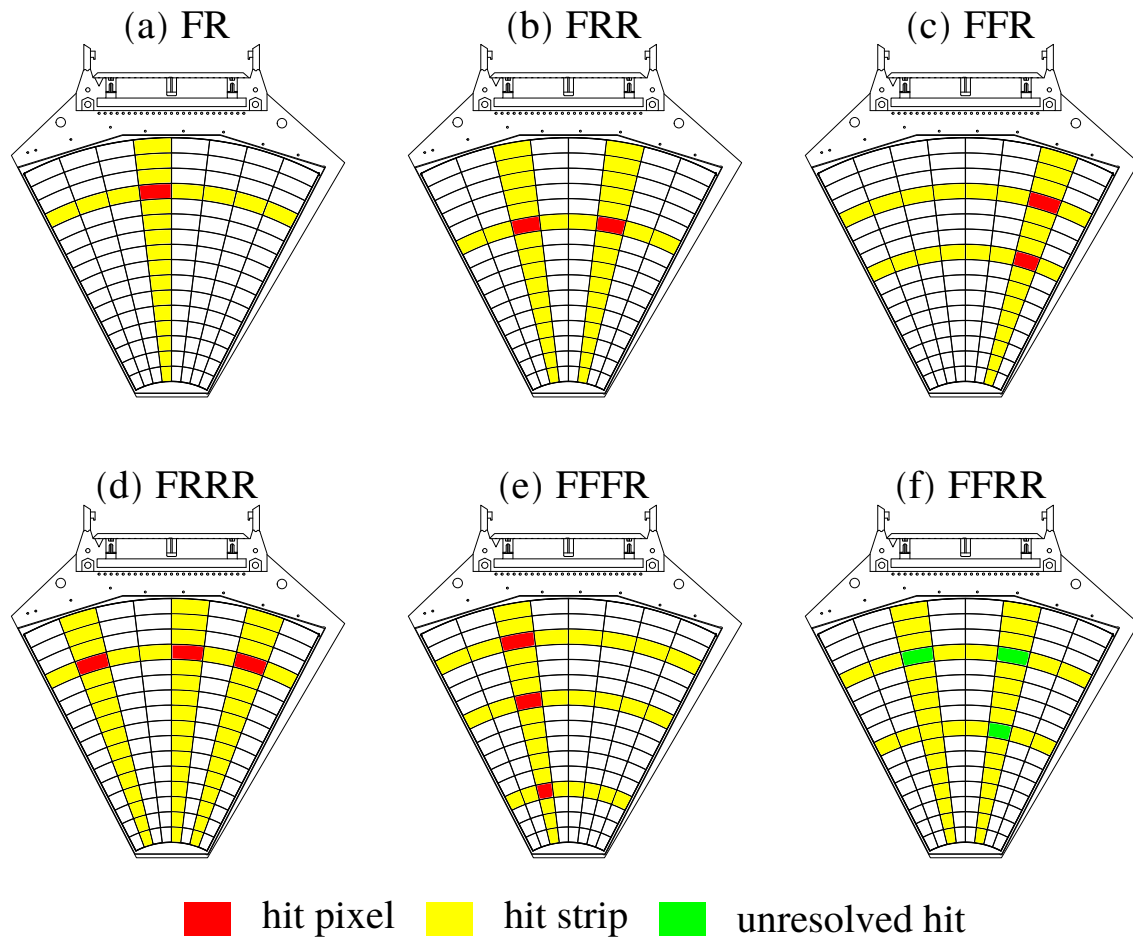 (a) FR
(b) FRR
(c) FFR
(d) FRRR
(e) FFFR
(f) FFRR
hit pixel
hit strip
unresolved hit